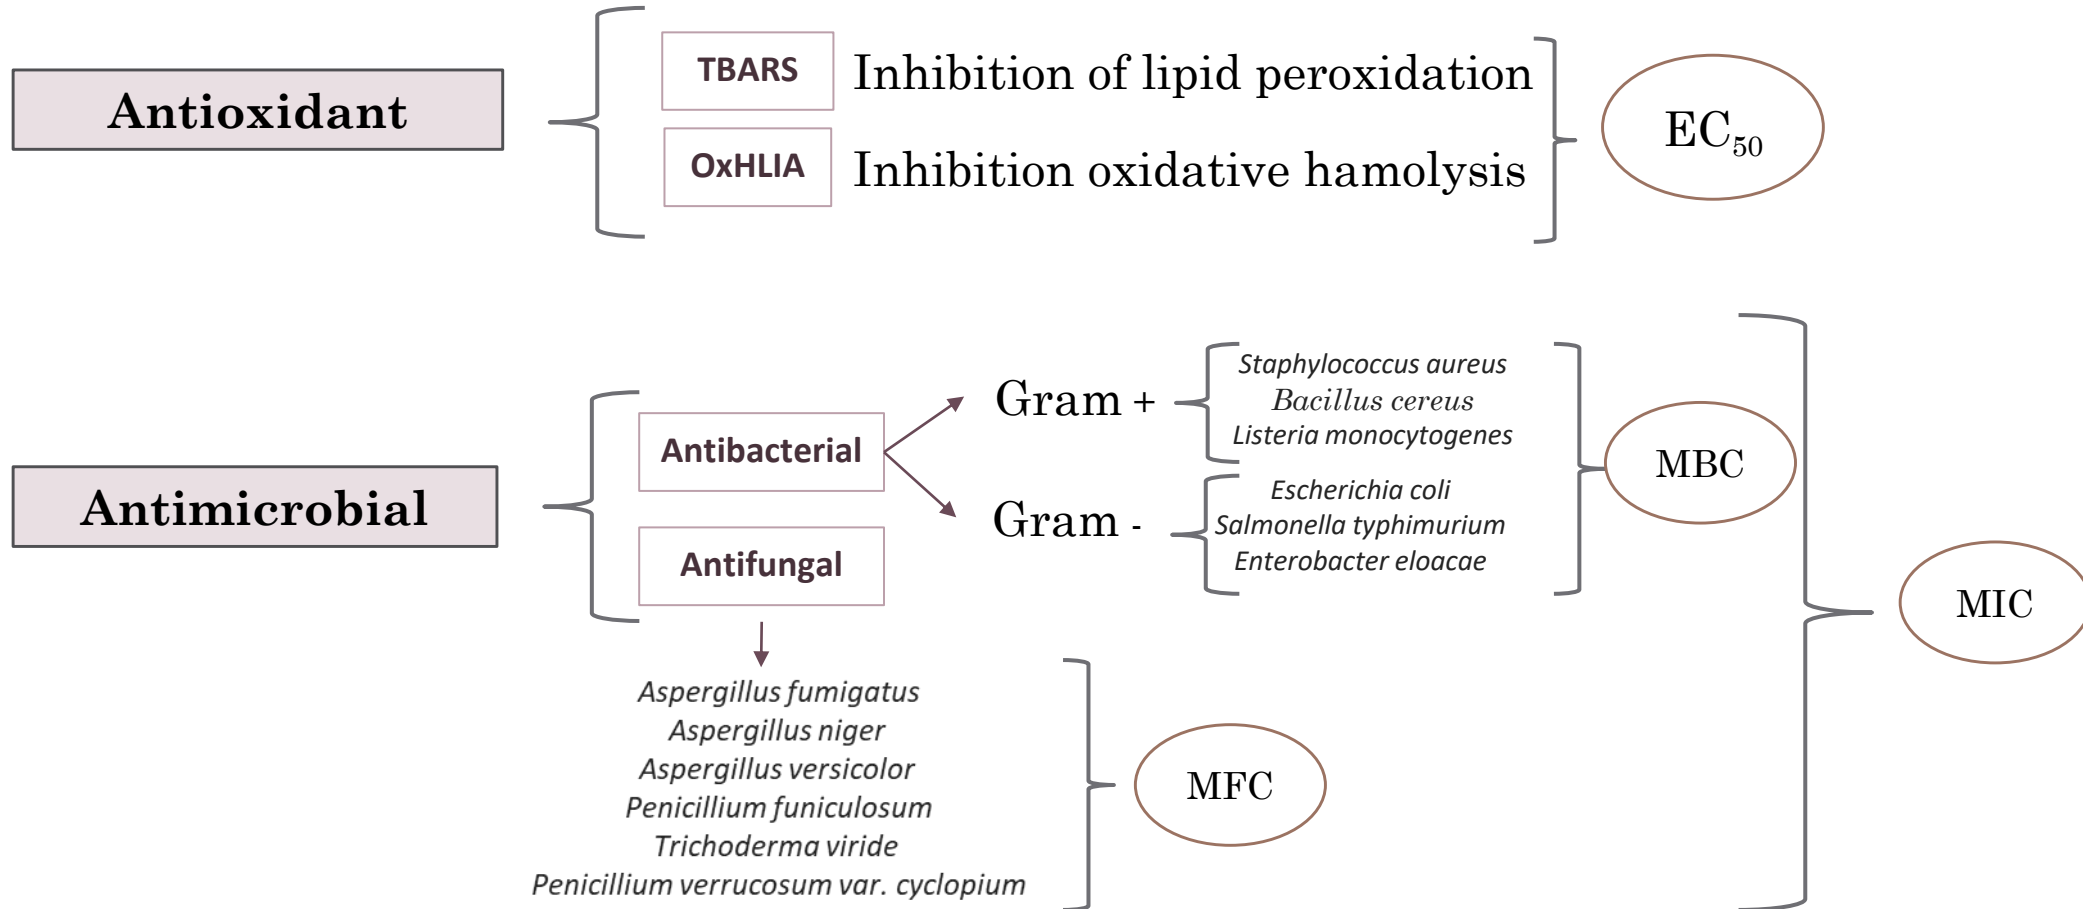 Antioxidant
TBARS Inhibition of lipid peroxidation
OxHLIA Inhibition oxidative hamolysis
EC50
Antimicrobial
Antibacterial
Gram +
Staphylococcus aureus
Bacillus cereus
Listeria monocytogenes
Gram -
Escherichia coli
Salmonella typhimurium
Enterobacter eloacae
MBC
Antifungal
Aspergillus fumigatus
Aspergillus niger
Aspergillus versicolor
Penicillium funiculosum
Trichoderma viride
Penicillium verrucosum var. cyclopium
MFC
MIC